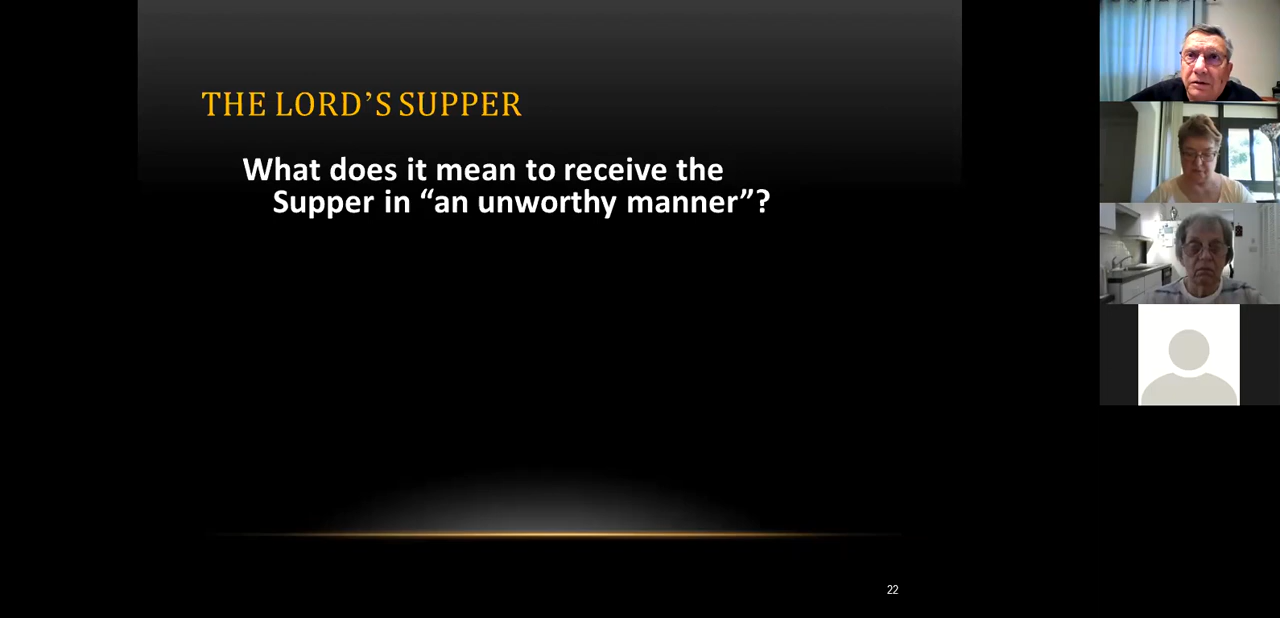 THE LORD’S SUPPER
What does it mean to receive the
Supper in “an unworthy manner”?
22